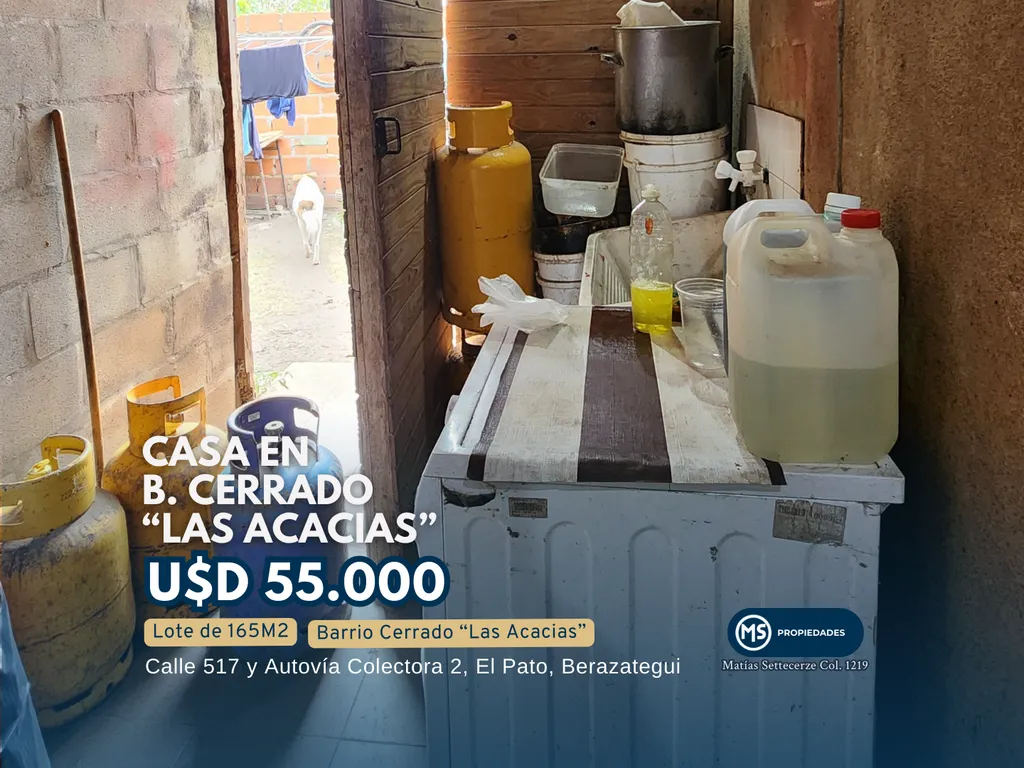 CASA EN
B. CERRADO
“LAS ACACIAS”
U$D 55.000
Lote de 165M2
Barrio Cerrado “Las Acacias”
Calle 517 y Autovía Colectora 2, El Pato, Berazategui
MS PROPIEDADES
Matías Settecerze Col. 1219